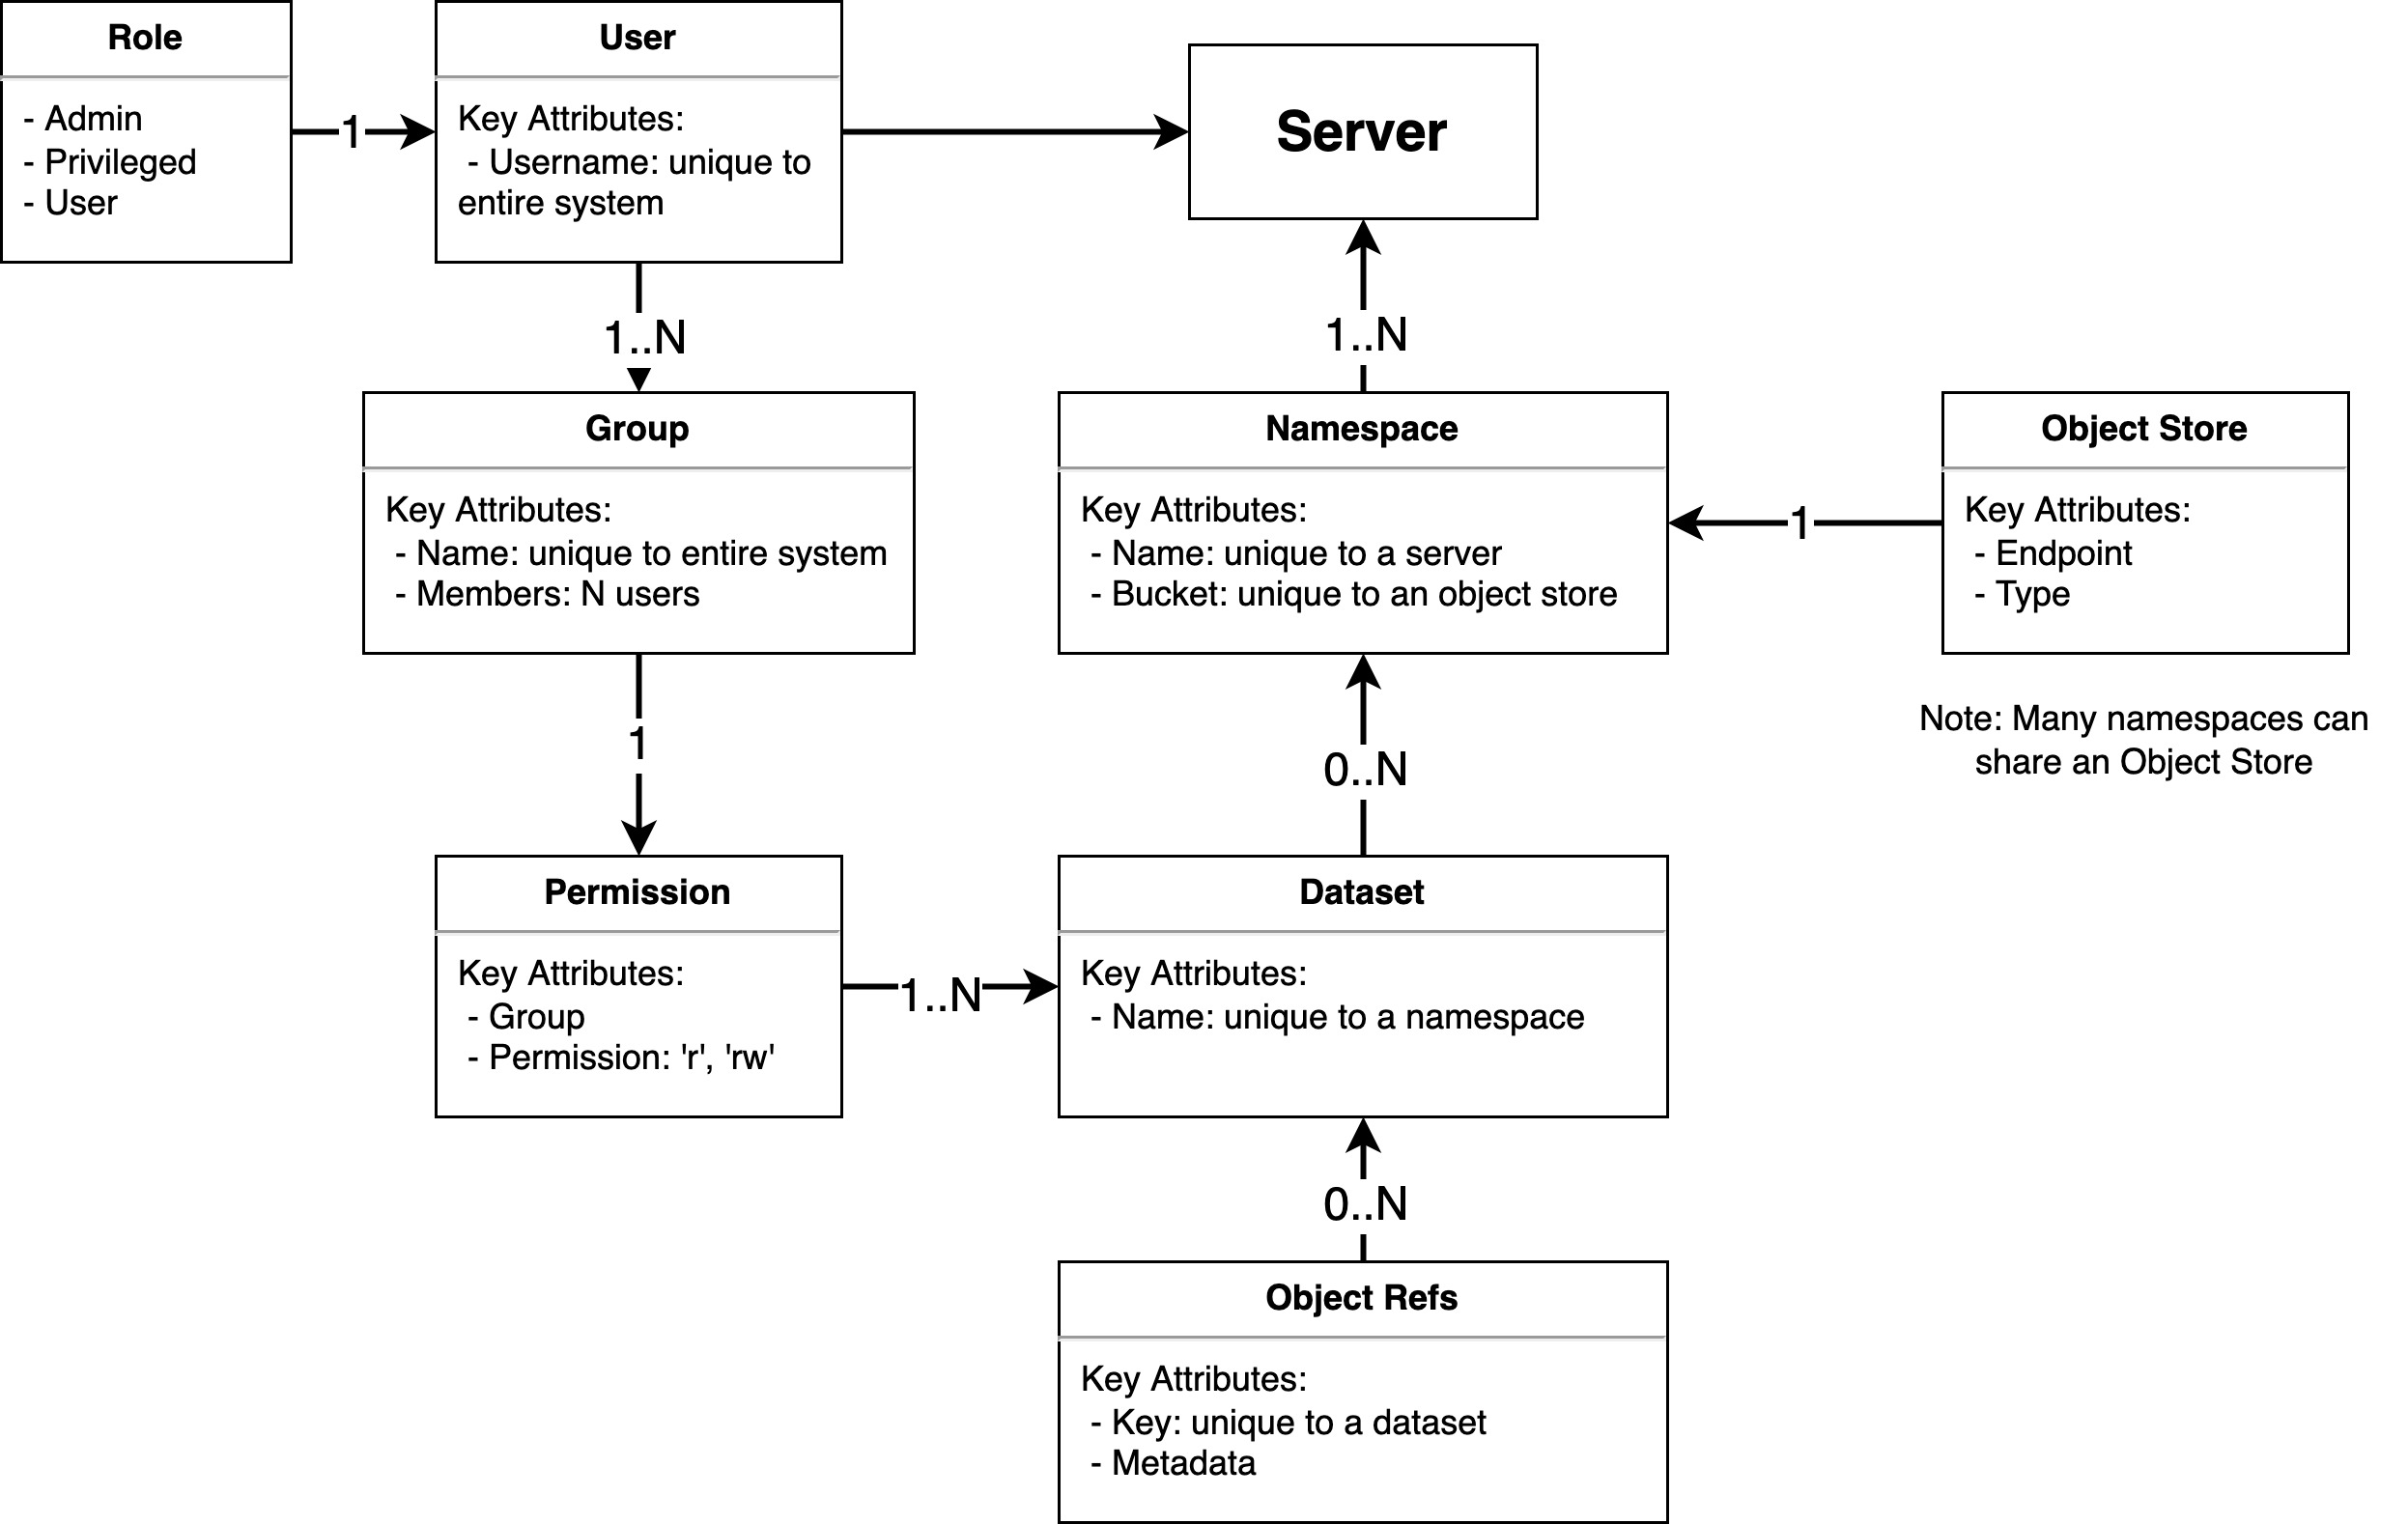 Role
- Admin
- Privileged
- User
1
User
Key Attributes:
- Username: unique to
entire system
Server
1..N
1..N
Group
Key Attributes:
- Name: unique to entire system
- Members: N users
Namespace
Key Attributes:
- Name: unique to a server
- Bucket: unique to an object store
1
Object Store
Key Attributes:
- Endpoint
- Type
Note: Many namespaces can
share an Object Store
1
0..N
Permission
Key Attributes:
- Group
- Permission: 'r', 'rw'
1..N
Dataset
Key Attributes:
- Name: unique to a namespace
0..N
Object Refs
Key Attributes:
- Key: unique to a dataset
- Metadata